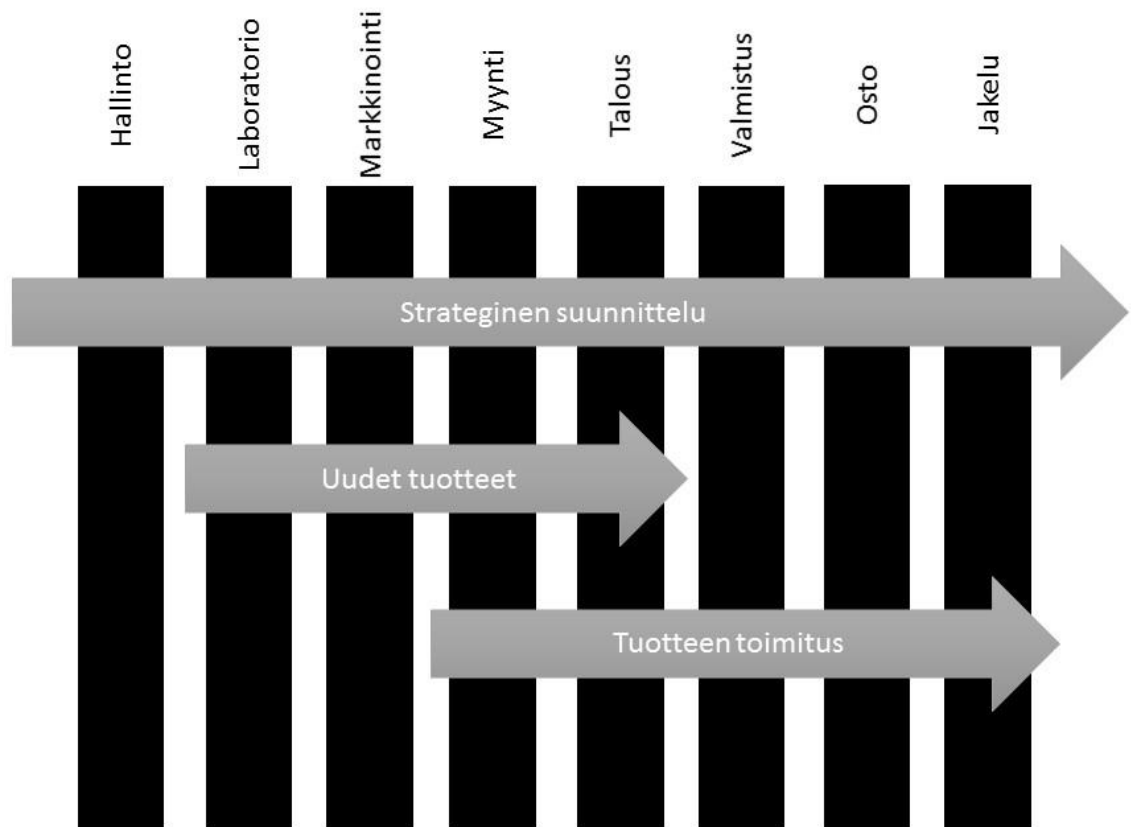 Hallinto
Laboratorio
Markkinointi
Myynti
Talous
Valmistus
Osto
Jakelu
Strateginen suunnittelu
Uudet tuotteet
Tuotteen toimitus